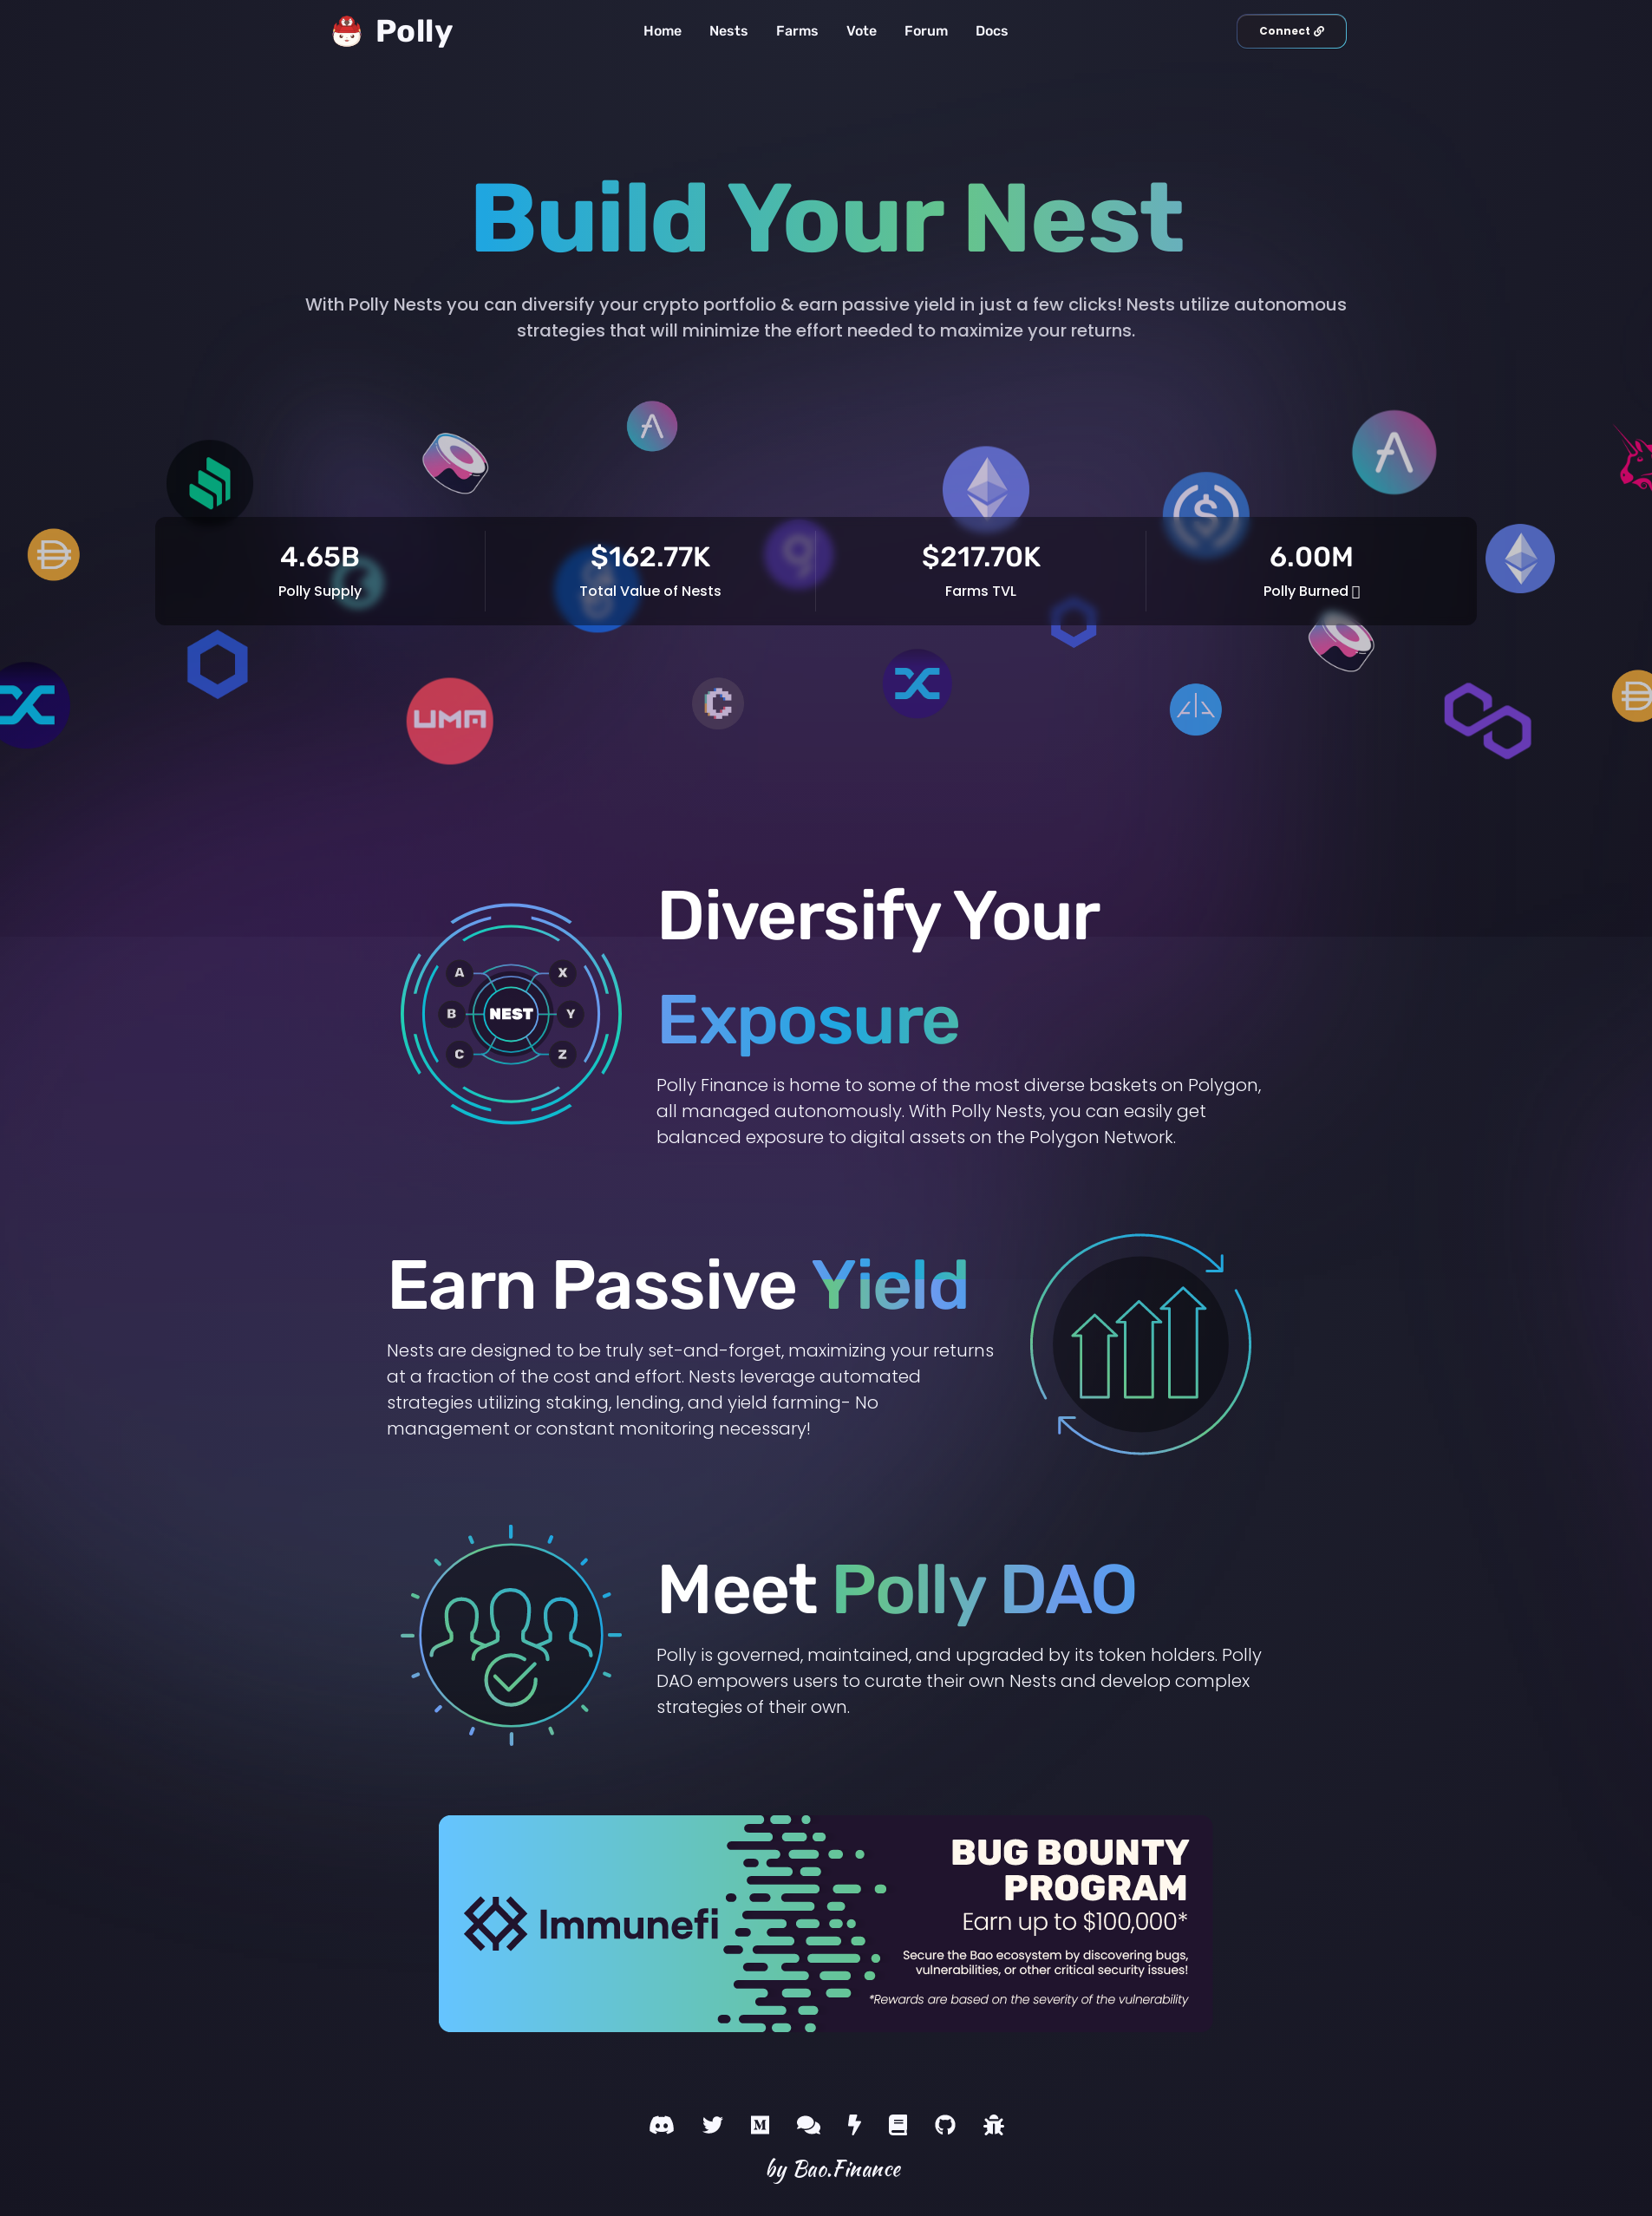 Polly
Home Nests Farms Vote Forum Docs
Connect
Build Your Nest
With Polly Nests you can diversify your crypto portfolio & earn passive yield in just a few clicks! Nests utilize autonomous
strategies that will minimize the effort needed to maximize your returns.
4.65B
Polly Supply
$162.77K
Total Value of Nests
$217.70K
Farms TVL
6.00M
Polly Burned
UMA
Diversify Your
Exposure
A
B
C
NEST
X
Y
Z
Polly Finance is home to some of the most diverse baskets on Polygon,
all managed autonomously. With Polly Nests, you can easily get
balanced exposure to digital assets on the Polygon Network.
Earn Passive Yield
Nests are designed to be truly set-and-forget, maximizing your returns
at a fraction of the cost and effort. Nests leverage automated
strategies utilizing staking, lending, and yield farming- No
management or constant monitoring necessary!
Meet Polly DAO
Polly is governed, maintained, and upgraded by its token holders. Polly
DAO empowers users to curate their own Nests and develop complex
strategies of their own.
Immunefi
BUG BOUNTY
PROGRAM
Earn up to $100,000*
Secure the Bao ecosystem by discovering bugs,
vulnerabilities, or other critical security issues!
*Rewards are based on the severity of the vulnerability
by Bao.Finance